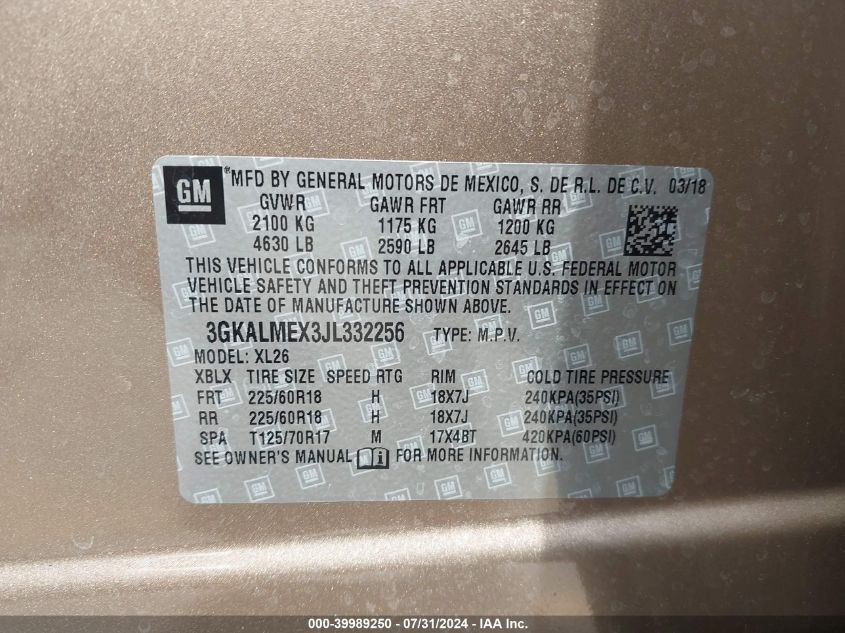 GM ®MFD BY GENERAL MOTORS DE MEXICO, S. DE R.L. DE C.V. 03/18
GVWR GAWR FRT GAWR RR
2100 KG 1175 KG 1200 KG
4630 LB 2590 LB 2645 LB
THIS VEHICLE CONFORMS TO ALL APPLICABLE U.S. FEDERAL MOTOR
VEHICLE SAFETY AND THEFT PREVENTION STANDARDS IN EFFECT ON
THE DATE OF MANUFACTURE SHOWN ABOVE.
3GKALMEX3JL332256 TYPE: M.P.V.
MODEL: XL26
XBLX TIRE SIZE SPEED RTG RIM COLD TIRE PRESSURE
FRT 225/60R18 H 18X7J 240KPA(35PSI)
RR 225/60R18 H 18X7J 240KPA(35PSI)
SPA T125/70R17 M 17X4BT 420KPA(60PSI)
SEE OWNER'S MANUAL FOR MORE INFORMATION.
000-39989250 - 07/31/2024 - IAA Inc.